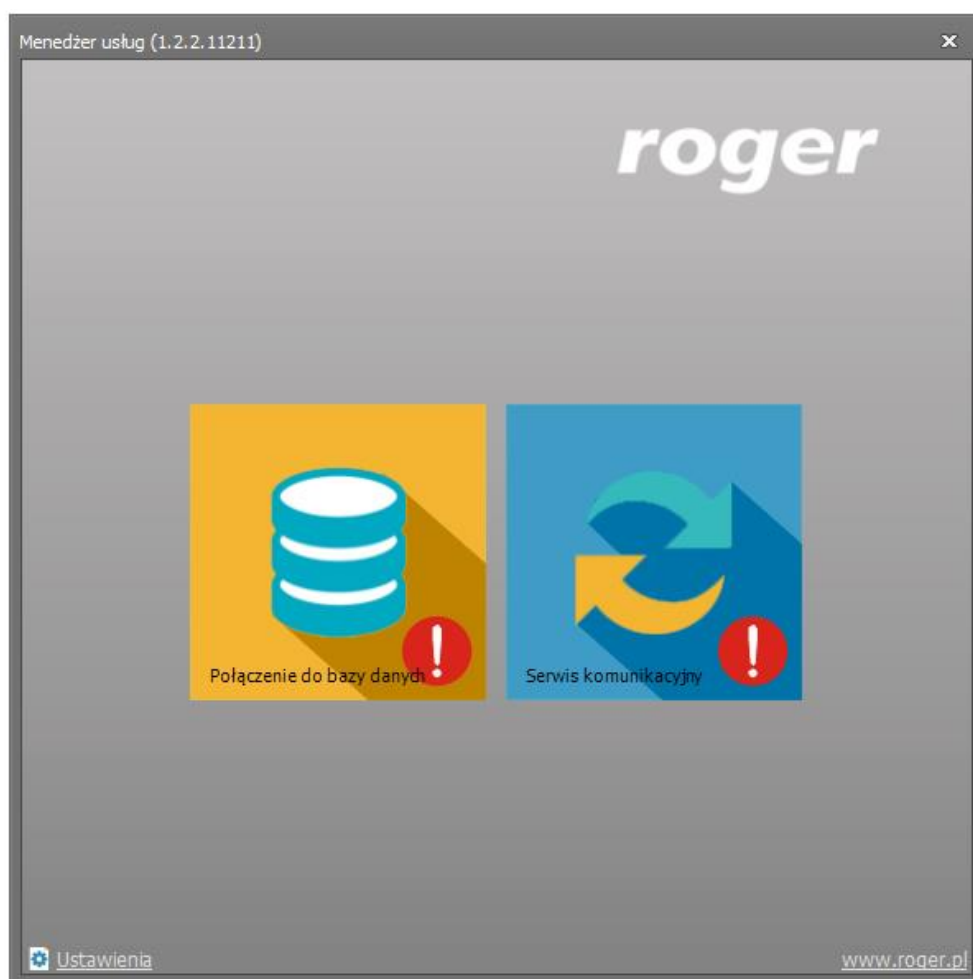 Menedżer usług (1.2.2.11211)
roger
Połączenie do bazy danych
Serwis komunikacyjny
Ustawienia
www.roger.pl